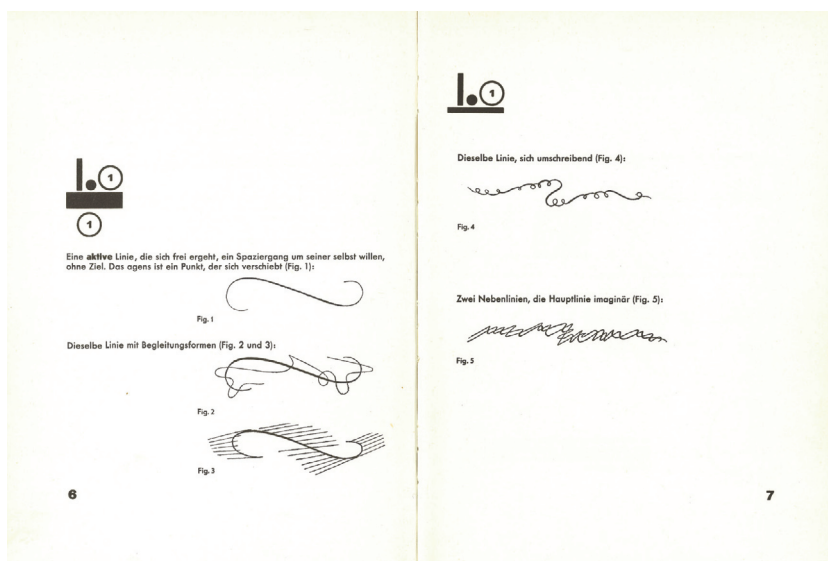 1
1
Eine aktive Linie, die sich frei ergeht, ein Spaziergang um seiner selbst willen,
ohne Ziel. Das agens ist ein Punkt, der sich verschiebt (Fig. 1):
Fig. 1
Dieselbe Linie mit Begleitungsformen (Fig. 2 und 3):
Fig. 2
Fig. 3
6
1
Dieselbe Linie, sich umschreibend (Fig. 4):
Fig. 4
Zwei Nebenlinien, die Hauptlinie imaginär (Fig. 5):
Fig. 5
7